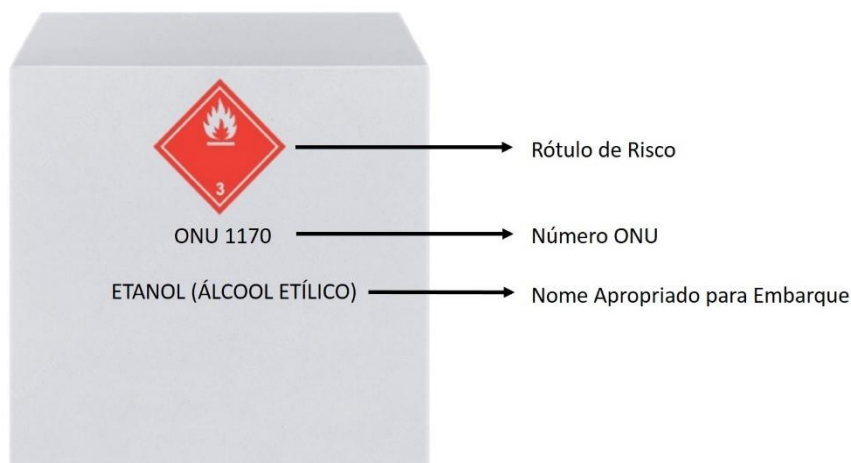 3
Rótulo de Risco
ONU 1170
Número ONU
ETANOL (ÁLCOOL ETÍLICO)
Nome Apropriado para Embarque